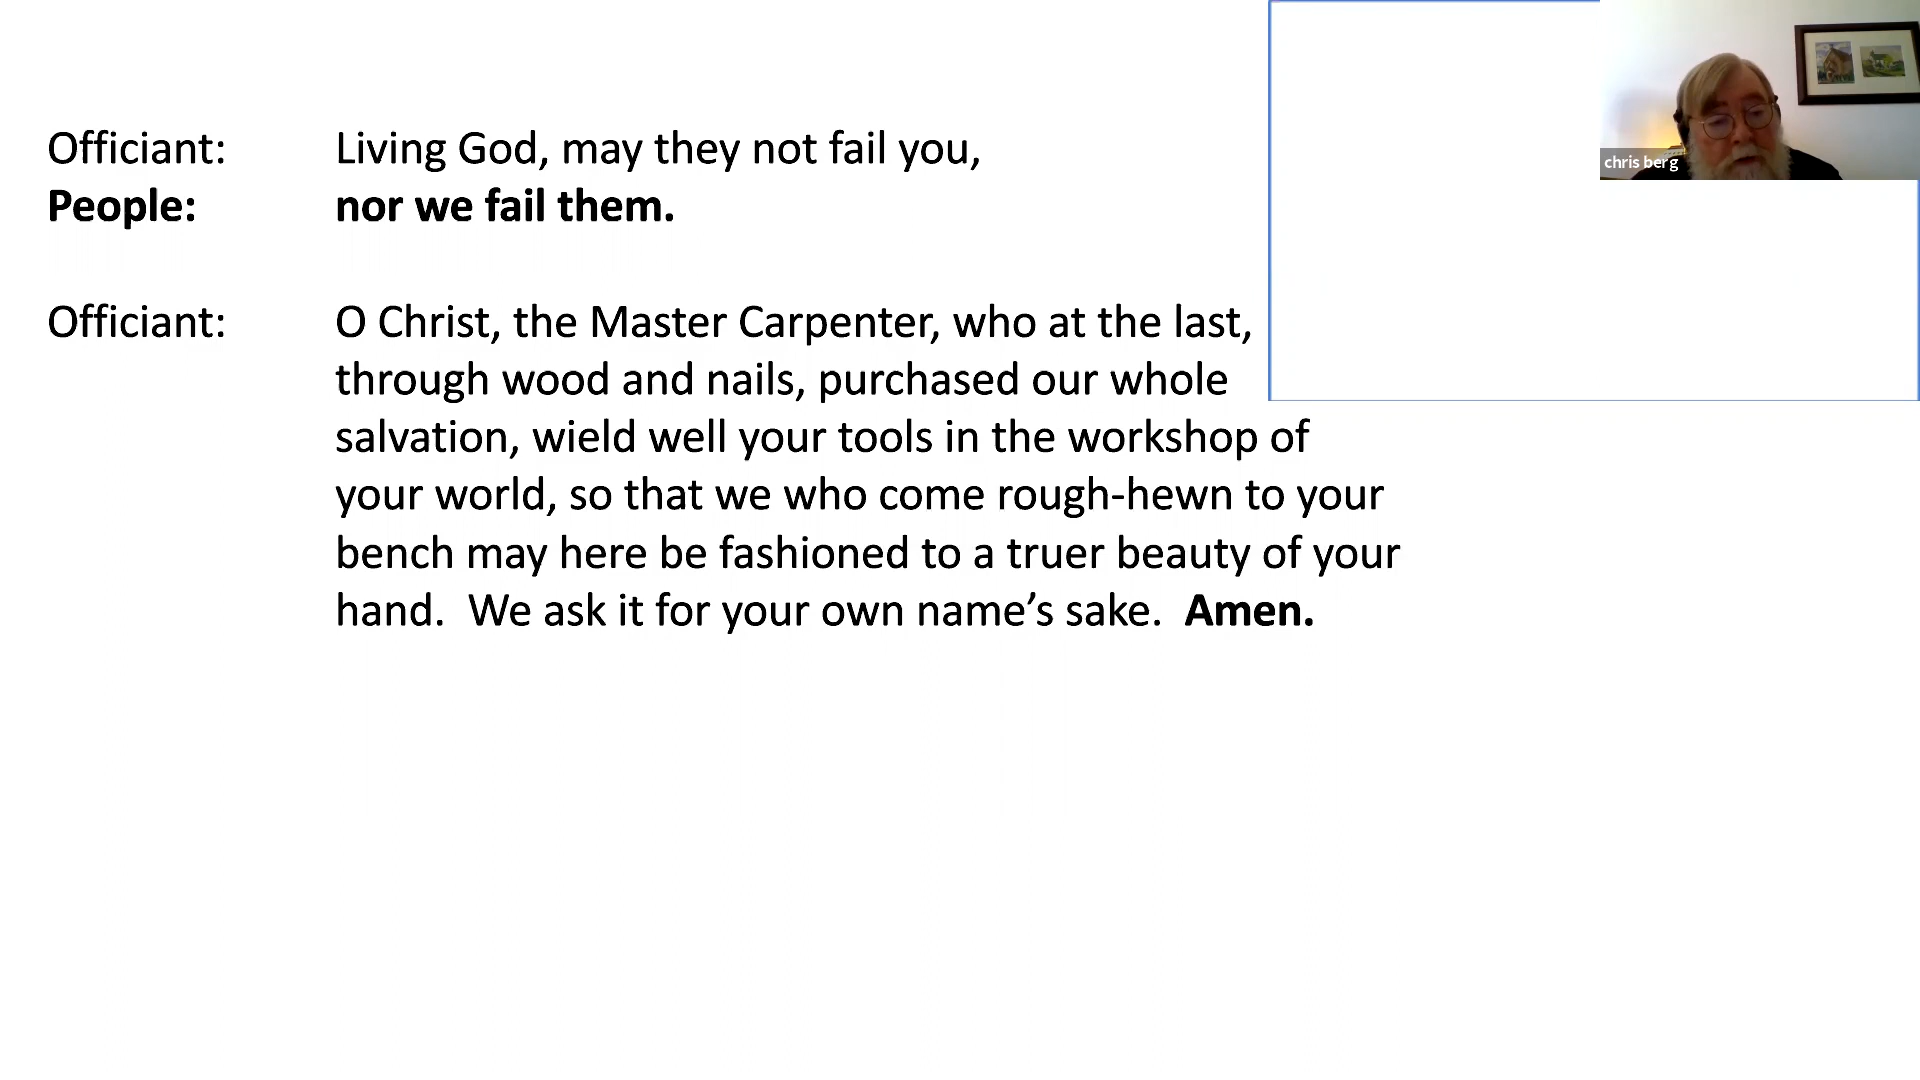 Officiant: Living God, may they not fail you,
People: nor we fail them.
Officiant: O Christ, the Master Carpenter, who at the last,
through wood and nails, purchased our whole
salvation, wield well your tools in the workshop of
your world, so that we who come rough-hewn to your
bench may here be fashioned to a truer beauty of your
hand.  We ask it for your own name’s sake.  Amen.
chris berg